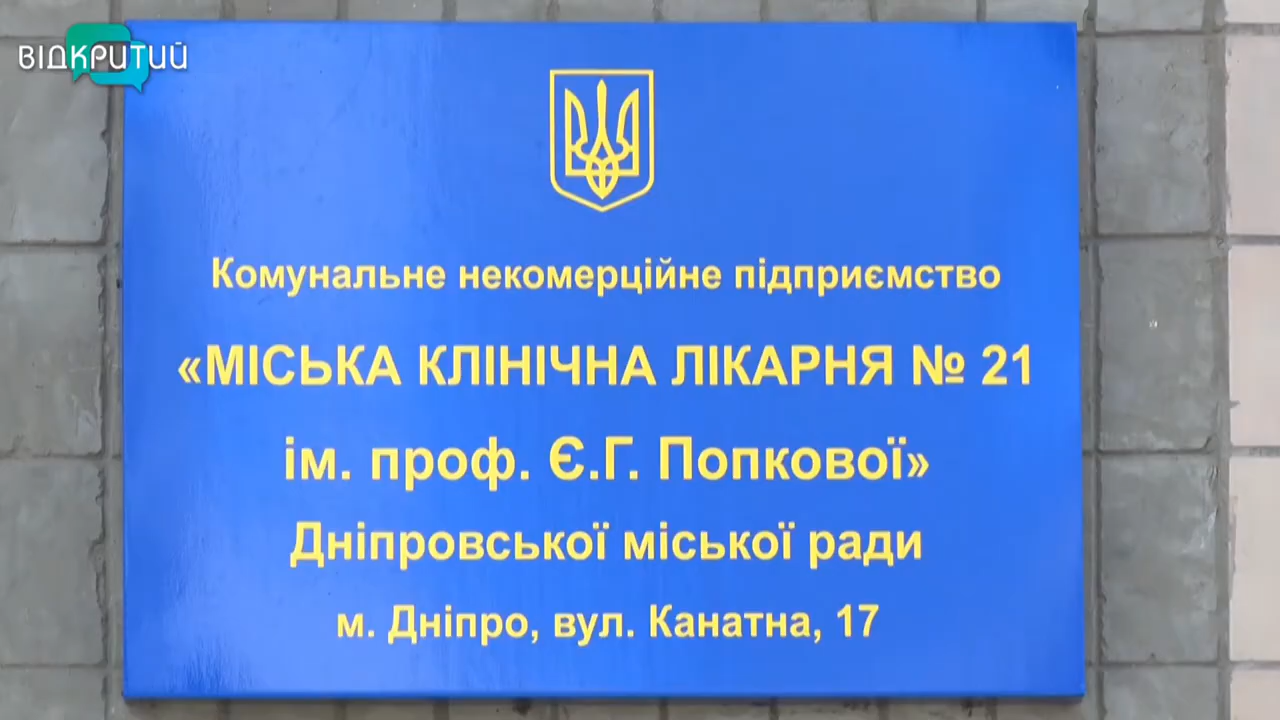 ВІДКРИТИЙ
Комунальне некомерційне підприємство
«МІСЬКА КЛІНІЧНА ЛІКАРНЯ № 21
ім. проф. Є.Г. Попкової»
Дніпровської міської ради
м. Дніпро, вул. Канатна, 17